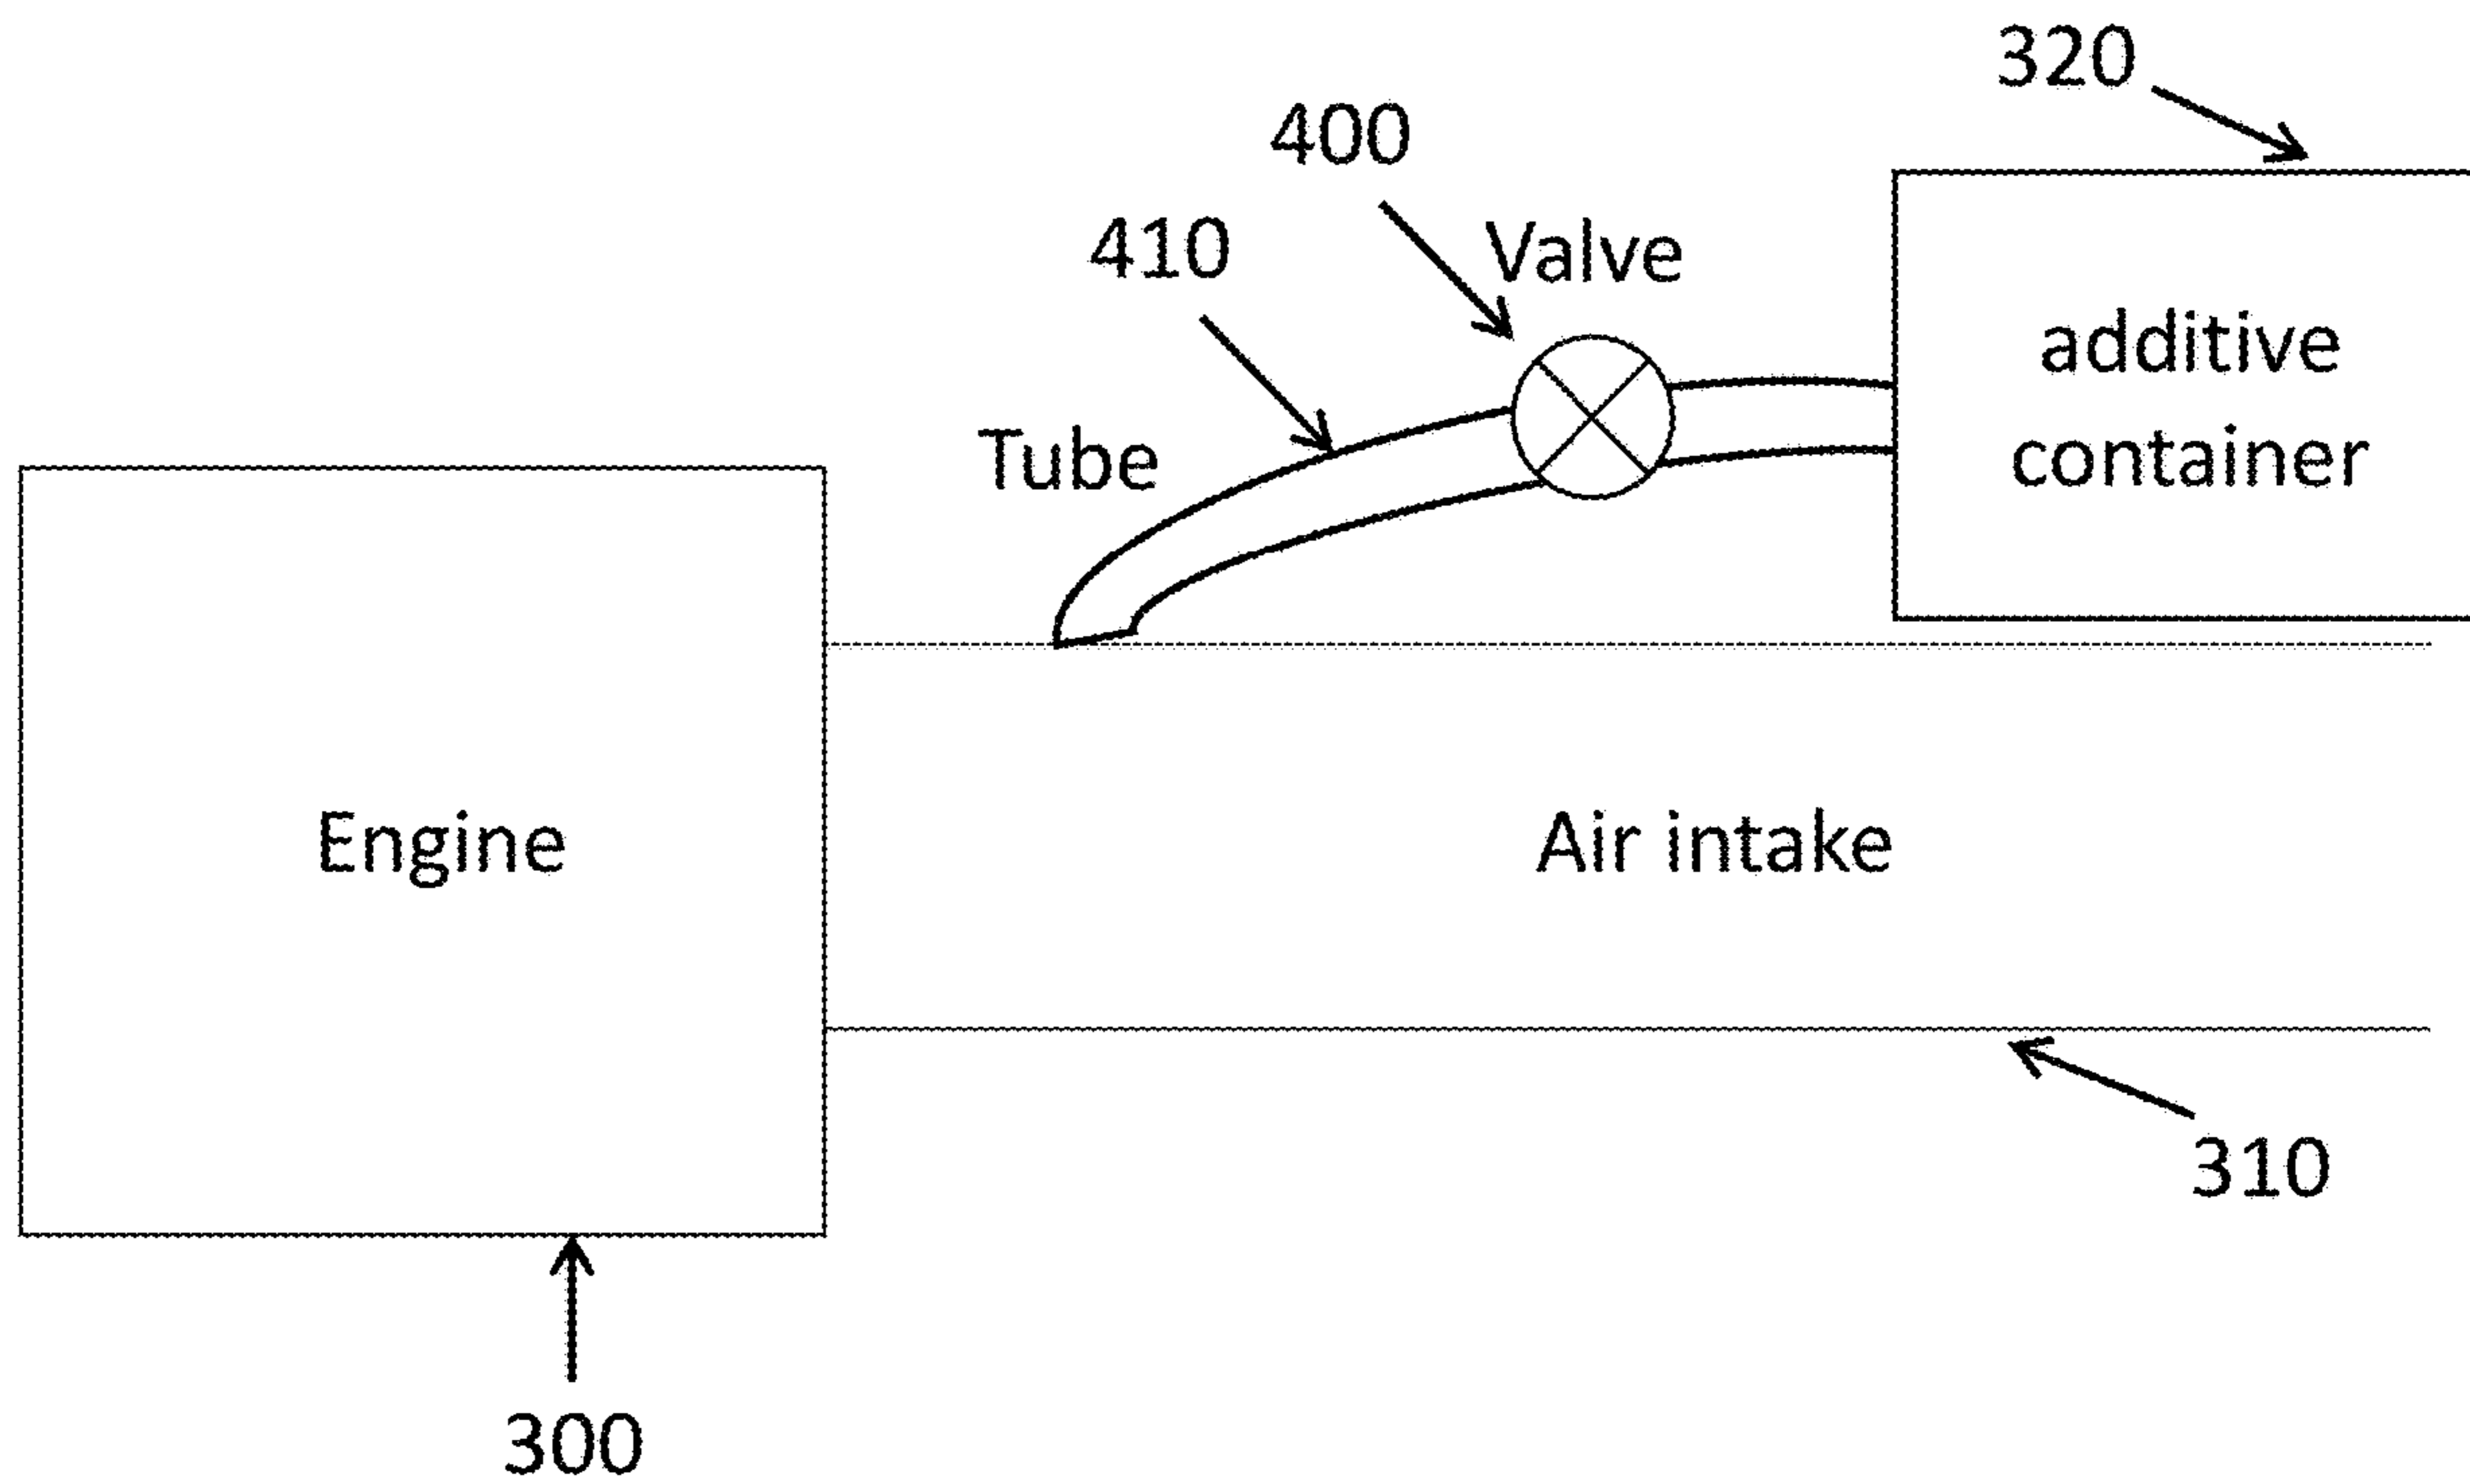 320
400
410
Valve
additive
container
Tube
Engine
Air intake
310
300